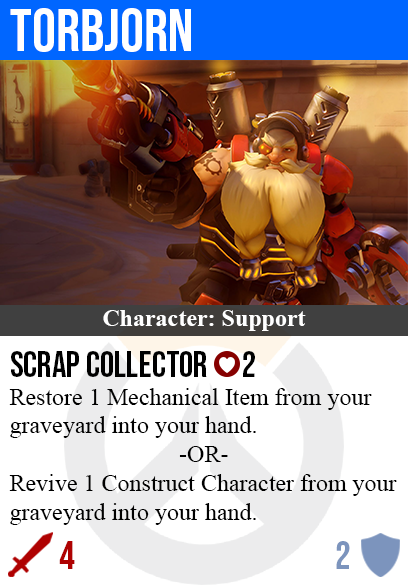 TORBJORN
Character: Support
SCRAP COLLECTOR 2
Restore 1 Mechanical Item from your
graveyard into your hand.
-OR-
Revive 1 Construct Character from your
graveyard into your hand.
4
2